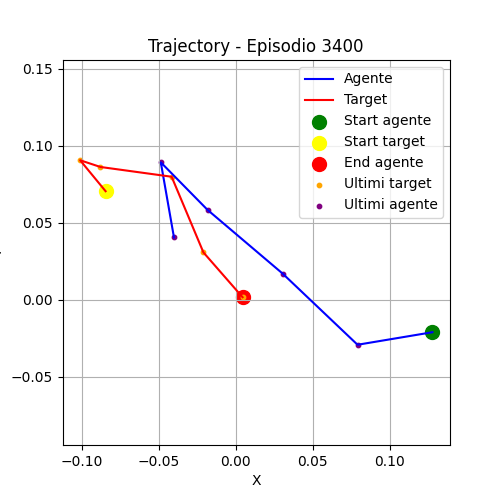 Trajectory - Episodio 3400
Agente
Target
Start agente
Start target
End agente
Ultimi target
Ultimi agente
0.15
0.10
0.05
0.00
−0.05
−0.10
−0.05
0.00
0.05
0.10
X